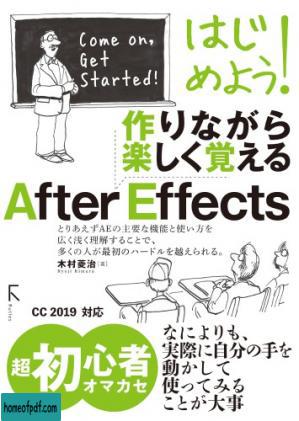 Come on,
Get
Started!
はじ
めよう!
作りながら
楽しく覚える
After Effects
とりあえずAEの主要な機能と使い方を
広く浅く理解することで、
多くの人が最初のハードルを越えられる。
木村菱治[著]
Ryoji Kimura
Rutles
CC 2019 対応
超初心者
オマカセ
なによりも、
実際に自分の手を
動かして
使ってみる
ことが大事
homeofpdf.com